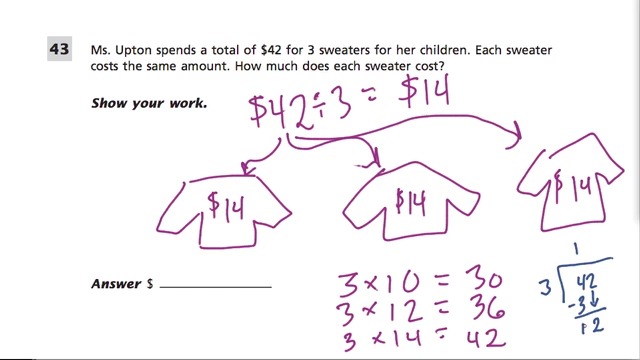 43 Ms. Upton spends a total of $42 for 3 sweaters for her children. Each sweater
costs the same amount. How much does each sweater cost?
Show your work.
$42 ÷ 3 = $14
$14
$14
$14
Answer $
3 × 10 = 30
3 × 12 = 36
3 × 14 = 42
1
3 42
-3
12